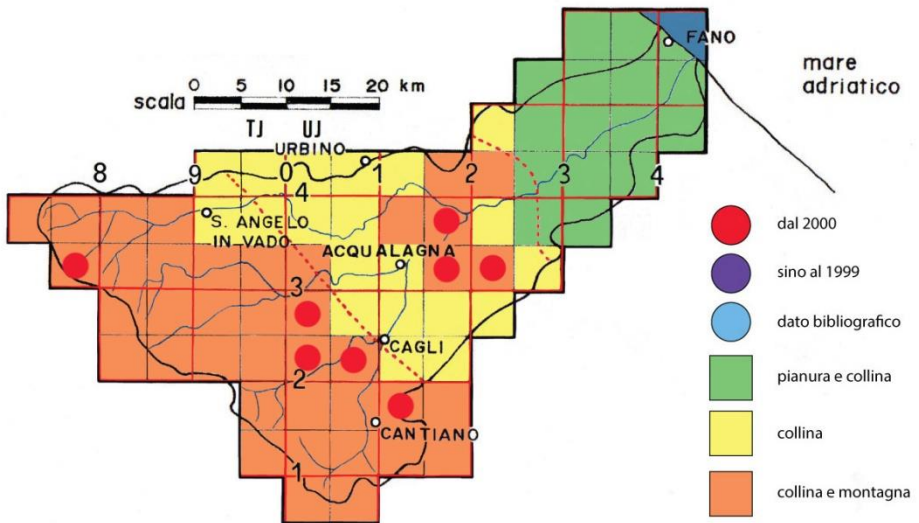 FANO
mare
adriatico
0 5 10 15 20 km
scala
TJ UJ
URBINO
8 9 0 1 2 3 4
4
S. ANGELO
IN VADO
ACQUALAGNA
3
CAGLI
2
CANTIANO
1
dal 2000
sino al 1999
dato bibliografico
pianura e collina
collina
collina e montagna